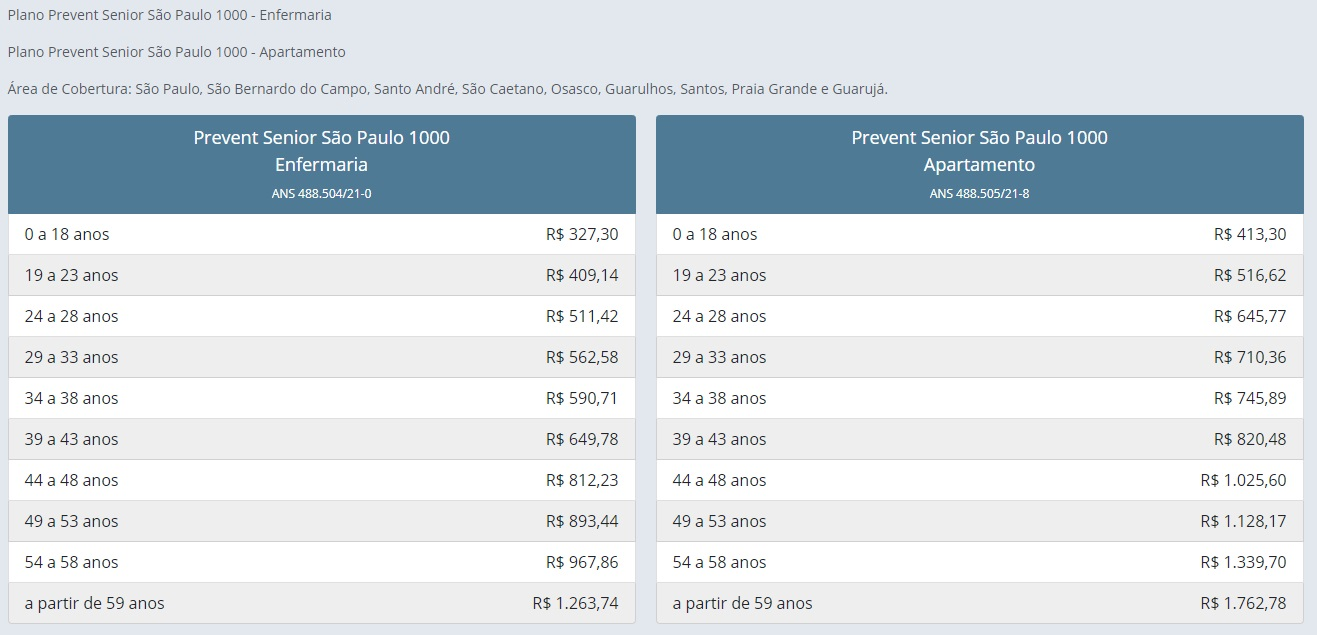 Plano Prevent Senior São Paulo 1000 - Enfermaria
Plano Prevent Senior São Paulo 1000 - Apartamento
Área de Cobertura: São Paulo, São Bernardo do Campo, Santo André, São Caetano, Osasco, Guarulhos, Santos, Praia Grande e Guarujá.
Prevent Senior São Paulo 1000
Enfermaria
ANS 488.504/21-0
0 a 18 anos R$ 327,30
19 a 23 anos R$ 409,14
24 a 28 anos R$ 511,42
29 a 33 anos R$ 562,58
34 a 38 anos R$ 590,71
39 a 43 anos R$ 649,78
44 a 48 anos R$ 812,23
49 a 53 anos R$ 893,44
54 a 58 anos R$ 967,86
a partir de 59 anos R$ 1.263,74
Prevent Senior São Paulo 1000
Apartamento
ANS 488.505/21-8
0 a 18 anos R$ 413,30
19 a 23 anos R$ 516,62
24 a 28 anos R$ 645,77
29 a 33 anos R$ 710,36
34 a 38 anos R$ 745,89
39 a 43 anos R$ 820,48
44 a 48 anos R$ 1.025,60
49 a 53 anos R$ 1.128,17
54 a 58 anos R$ 1.339,70
a partir de 59 anos R$ 1.762,78